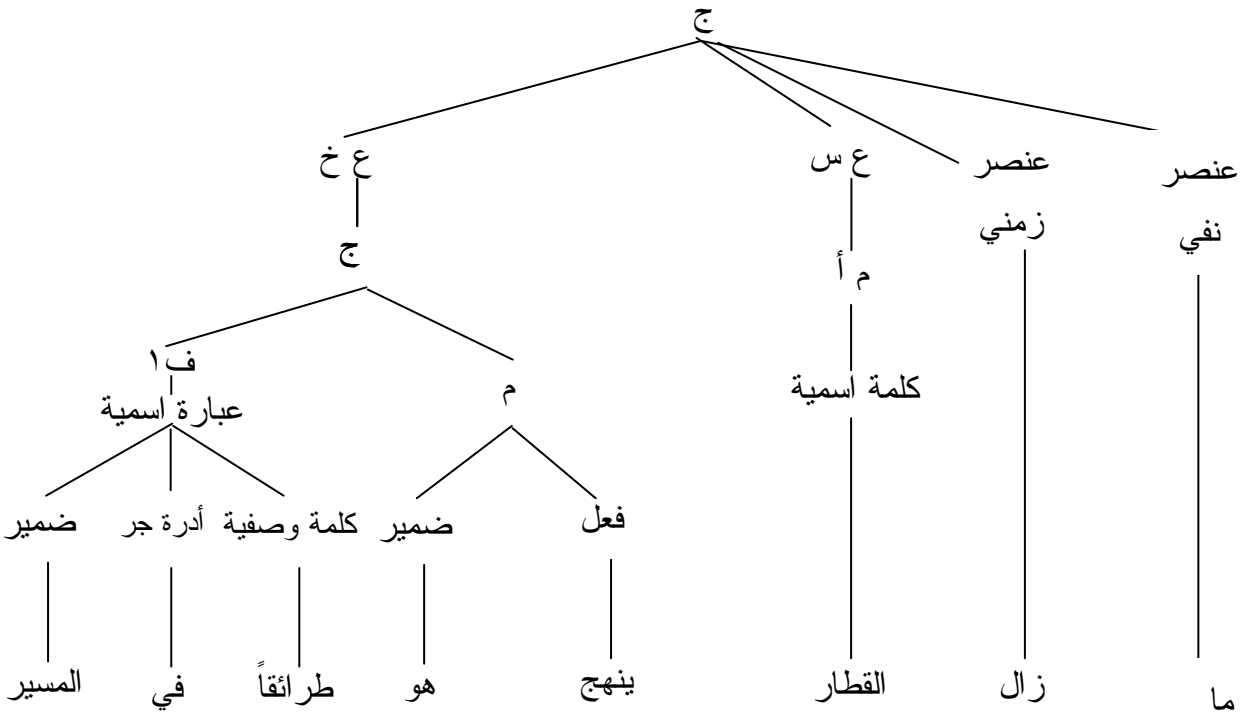 ج
عنصر نفي
عنصر زمني
ع س
ع خ
م أ
ج
كلمة اسمية
م
ف١
عبارة اسمية
فعل
ضمير
كلمة وصفية
أدرة جر
ضمير
ما
زال
القطار
ينهج
هو
طرائقاً
في
المسير